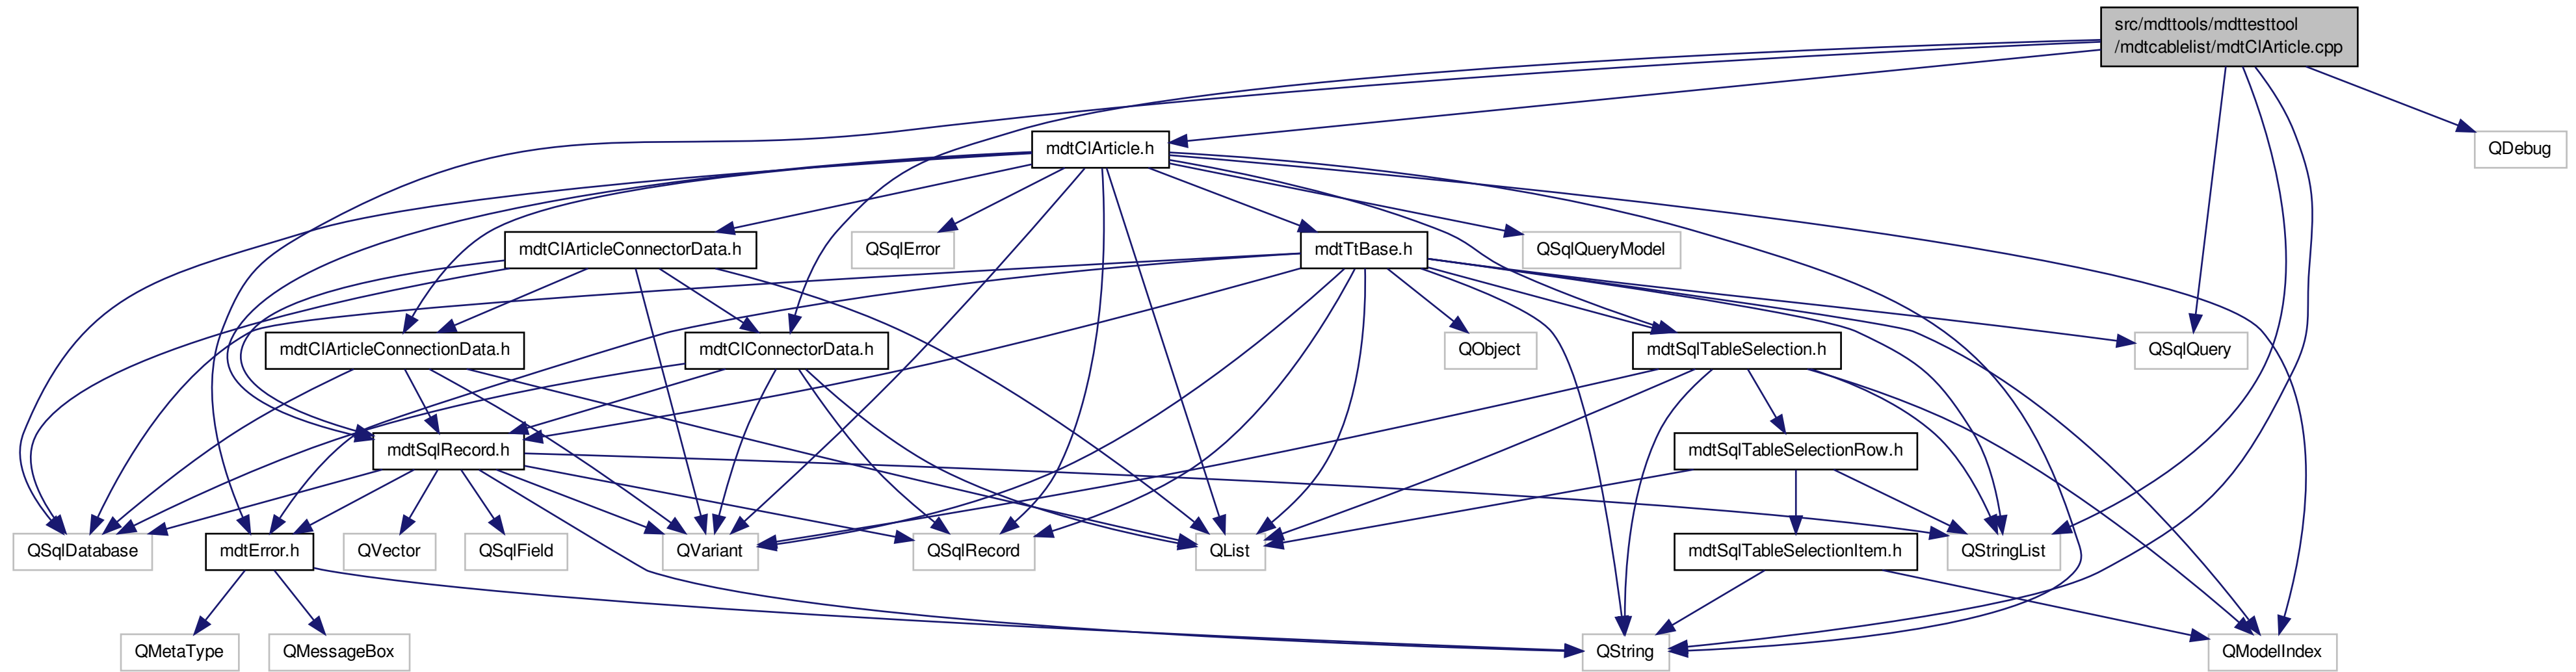 src/mdttools/mdttesttool
/mdtcablelist/mdtClArticle.cpp
mdtClArticle.h
QDebug
mdtClArticleConnectorData.h
QSqlError
mdtTtBase.h
QSqlQueryModel
mdtClArticleConnectionData.h
mdtClConnectorData.h
QObject
mdtSqlTableSelection.h
QSqlQuery
mdtSqlRecord.h
mdtSqlTableSelectionRow.h
QSqlDatabase
mdtError.h
QVector
QSqlField
QVariant
QSqlRecord
QList
mdtSqlTableSelectionItem.h
QStringList
QMetaType
QMessageBox
QString
QModelIndex